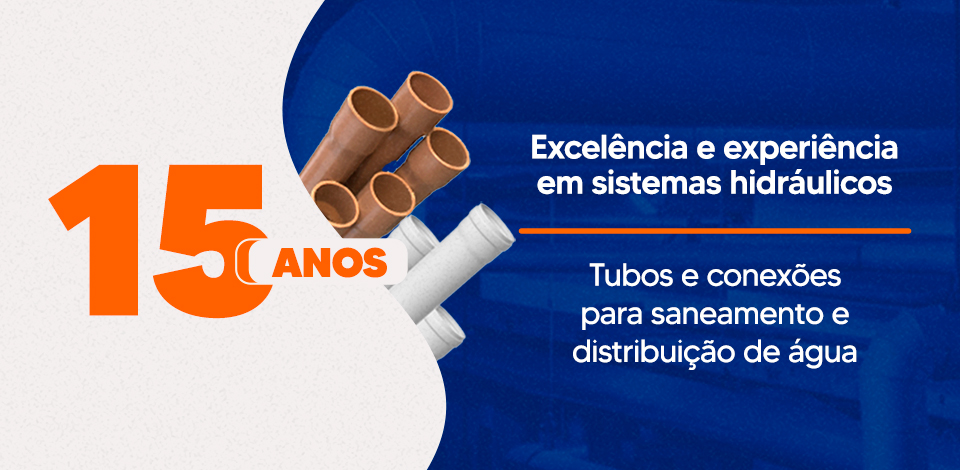 15 ANOS
Excelência e experiência
em sistemas hidráulicos
Tubos e conexões
para saneamento e
distribuição de água